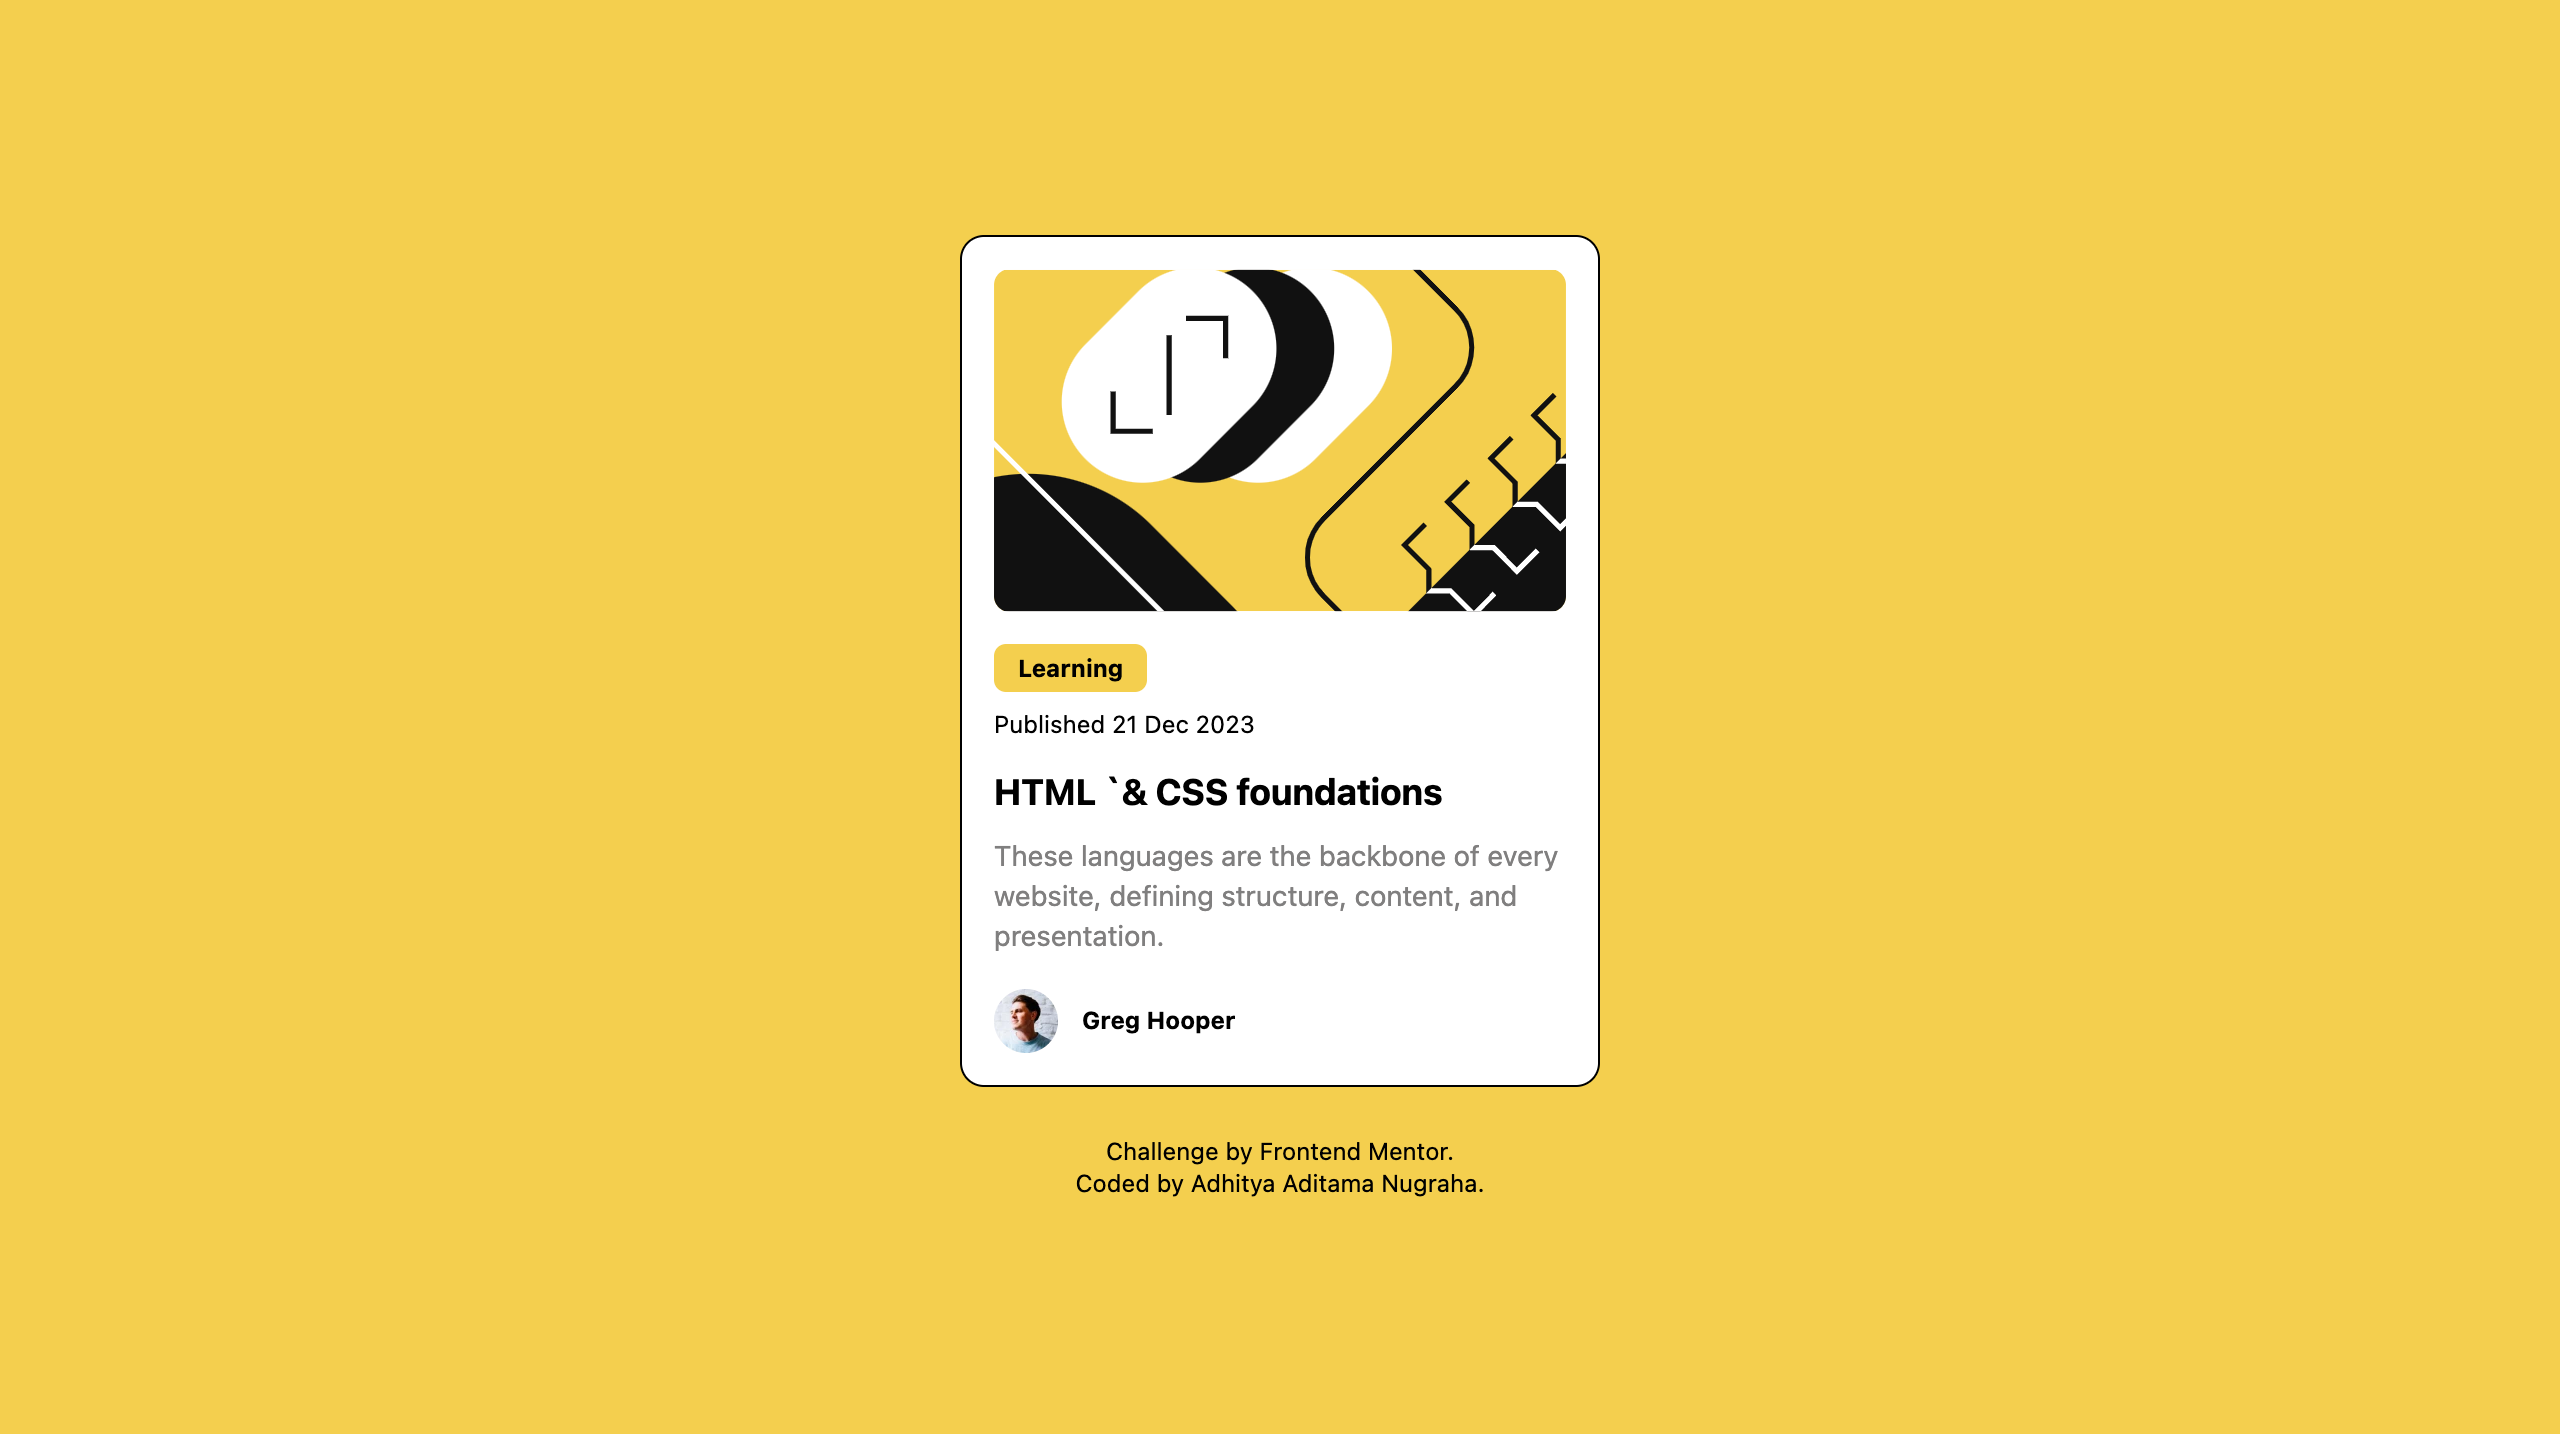 Learning
Published 21 Dec 2023
HTML `& CSS foundations
These languages are the backbone of every
website, defining structure, content, and
presentation.
Greg Hooper
Challenge by Frontend Mentor.
Coded by Adhitya Aditama Nugraha.